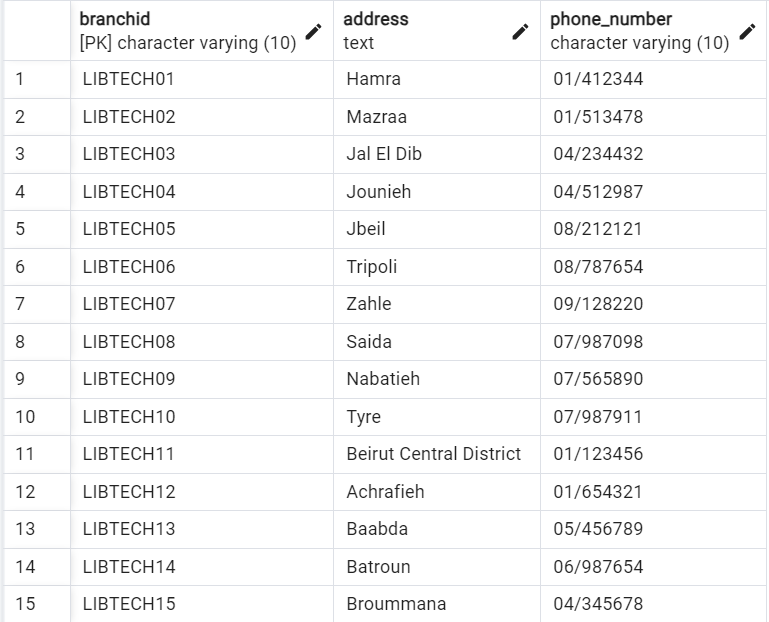 branchid address phone_number
[PK] character varying (10) text character varying (10)
1 LIBTECH01 Hamra 01/412344
2 LIBTECH02 Mazraa 01/513478
3 LIBTECH03 Jal El Dib 04/234432
4 LIBTECH04 Jounieh 04/512987
5 LIBTECH05 Jbeil 08/212121
6 LIBTECH06 Tripoli 08/787654
7 LIBTECH07 Zahle 09/128220
8 LIBTECH08 Saida 07/987098
9 LIBTECH09 Nabatieh 07/565890
10 LIBTECH10 Tyre 07/987911
11 LIBTECH11 Beirut Central District 01/123456
12 LIBTECH12 Achrafieh 01/654321
13 LIBTECH13 Baabda 05/456789
14 LIBTECH14 Batroun 06/987654
15 LIBTECH15 Broummana 04/345678